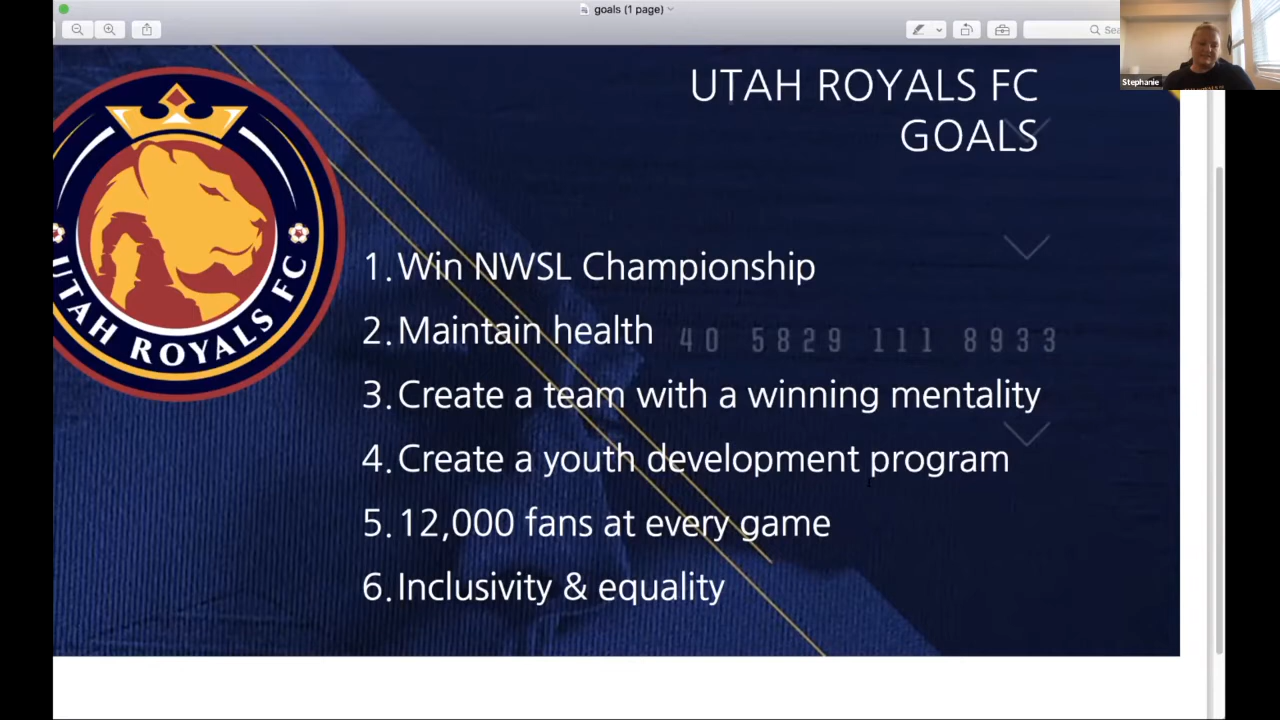 goals (1 page)
Sea
Stephanie
UTAH ROYALS FC
GOALS
UTAH ROYALS FC
1. Win NWSL Championship
2. Maintain health
40 5829 111 8933
3. Create a team with a winning mentality
4. Create a youth development program
5. 12,000 fans at every game
6. Inclusivity & equality